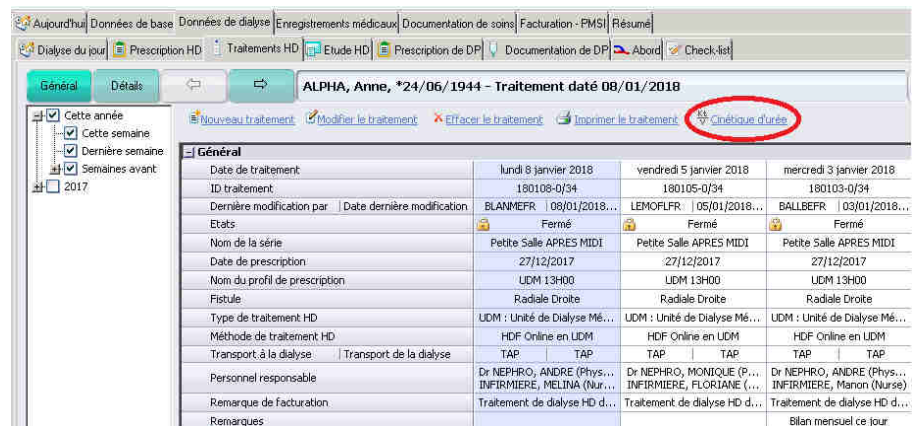 Aujourd'hui Données de base Données de dialyse Enregistrements médicaux Documentation de soins Facturation - PMSI Résumé
Dialyse du jour Prescription HD Traitements HD Etude HD Prescription de DP Documentation de DP Abord Check-list
Général Détails ALPHA, Anne, *24/06/1944 - Traitement daté 08/01/2018
Cette année
Cette semaine
Dernière semaine
Semaines avant
2017
Nouveau traitement Modifier le traitement Effacer le traitement Imprimer le traitement Cinétique d'urée
Général
Date de traitement lundi 8 janvier 2018 vendredi 5 janvier 2018 mercredi 3 janvier 2018
ID traitement 180108-0/34 180105-0/34 180103-0/34
Dernière modification par Date dernière modification BLANMEFR 08/01/2018... LEMOFLFR 05/01/2018... BALLBEFR 03/01/2018...
Etats Fermé Fermé Fermé
Nom de la série Petite Salle APRES MIDI Petite Salle APRES MIDI Petite Salle APRES MIDI
Date de prescription 27/12/2017 27/12/2017 27/12/2017
Nom du profil de prescription UDM 13H00 UDM 13H00 UDM 13H00
Fistule Radiale Droite Radiale Droite Radiale Droite
Type de traitement HD UDM : Unité de Dialyse Mé... UDM : Unité de Dialyse Mé... UDM : Unité de Dialyse Mé...
Méthode de traitement HD HDF Online en UDM HDF Online en UDM HDF Online en UDM
Transport à la dialyse Transport de la dialyse TAP TAP TAP TAP TAP TAP
Personnel responsable Dr NEPHRO, ANDRE (Phys... Dr NEPHRO, MONIQUE (P... Dr NEPHRO, ANDRE (Phys...
INFIRMIERE, MELINA (Nur... INFIRMIERE, FLORIANE (... INFIRMIERE, Manon (Nurse)
Remarque de facturation Traitement de dialyse HD d... Traitement de dialyse HD d... Traitement de dialyse HD d...
Remarques Bilan mensuel ce jour